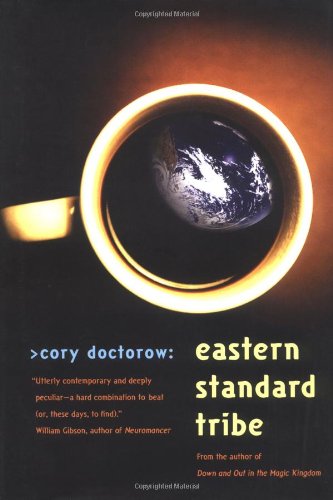 >cory doctorow:
eastern
standard
tribe
"Utterly contemporary and deeply
peculiar—a hard combination to beat
(or, these days, to find)."
William Gibson, author of Neuromancer
From the author of
Down and Out in the Magic Kingdom